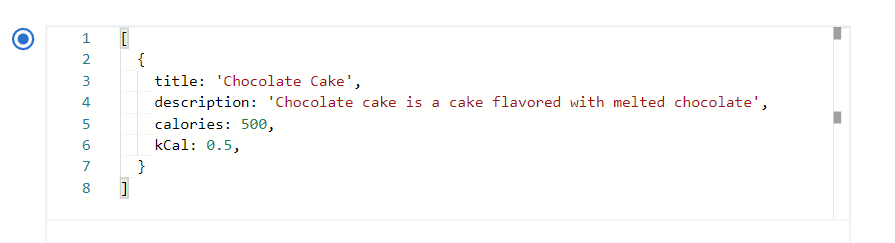 1 [
2   {
3     title: 'Chocolate Cake',
4     description: 'Chocolate cake is a cake flavored with melted chocolate',
5     calories: 500,
6     kCal: 0.5,
7   }
8 ]